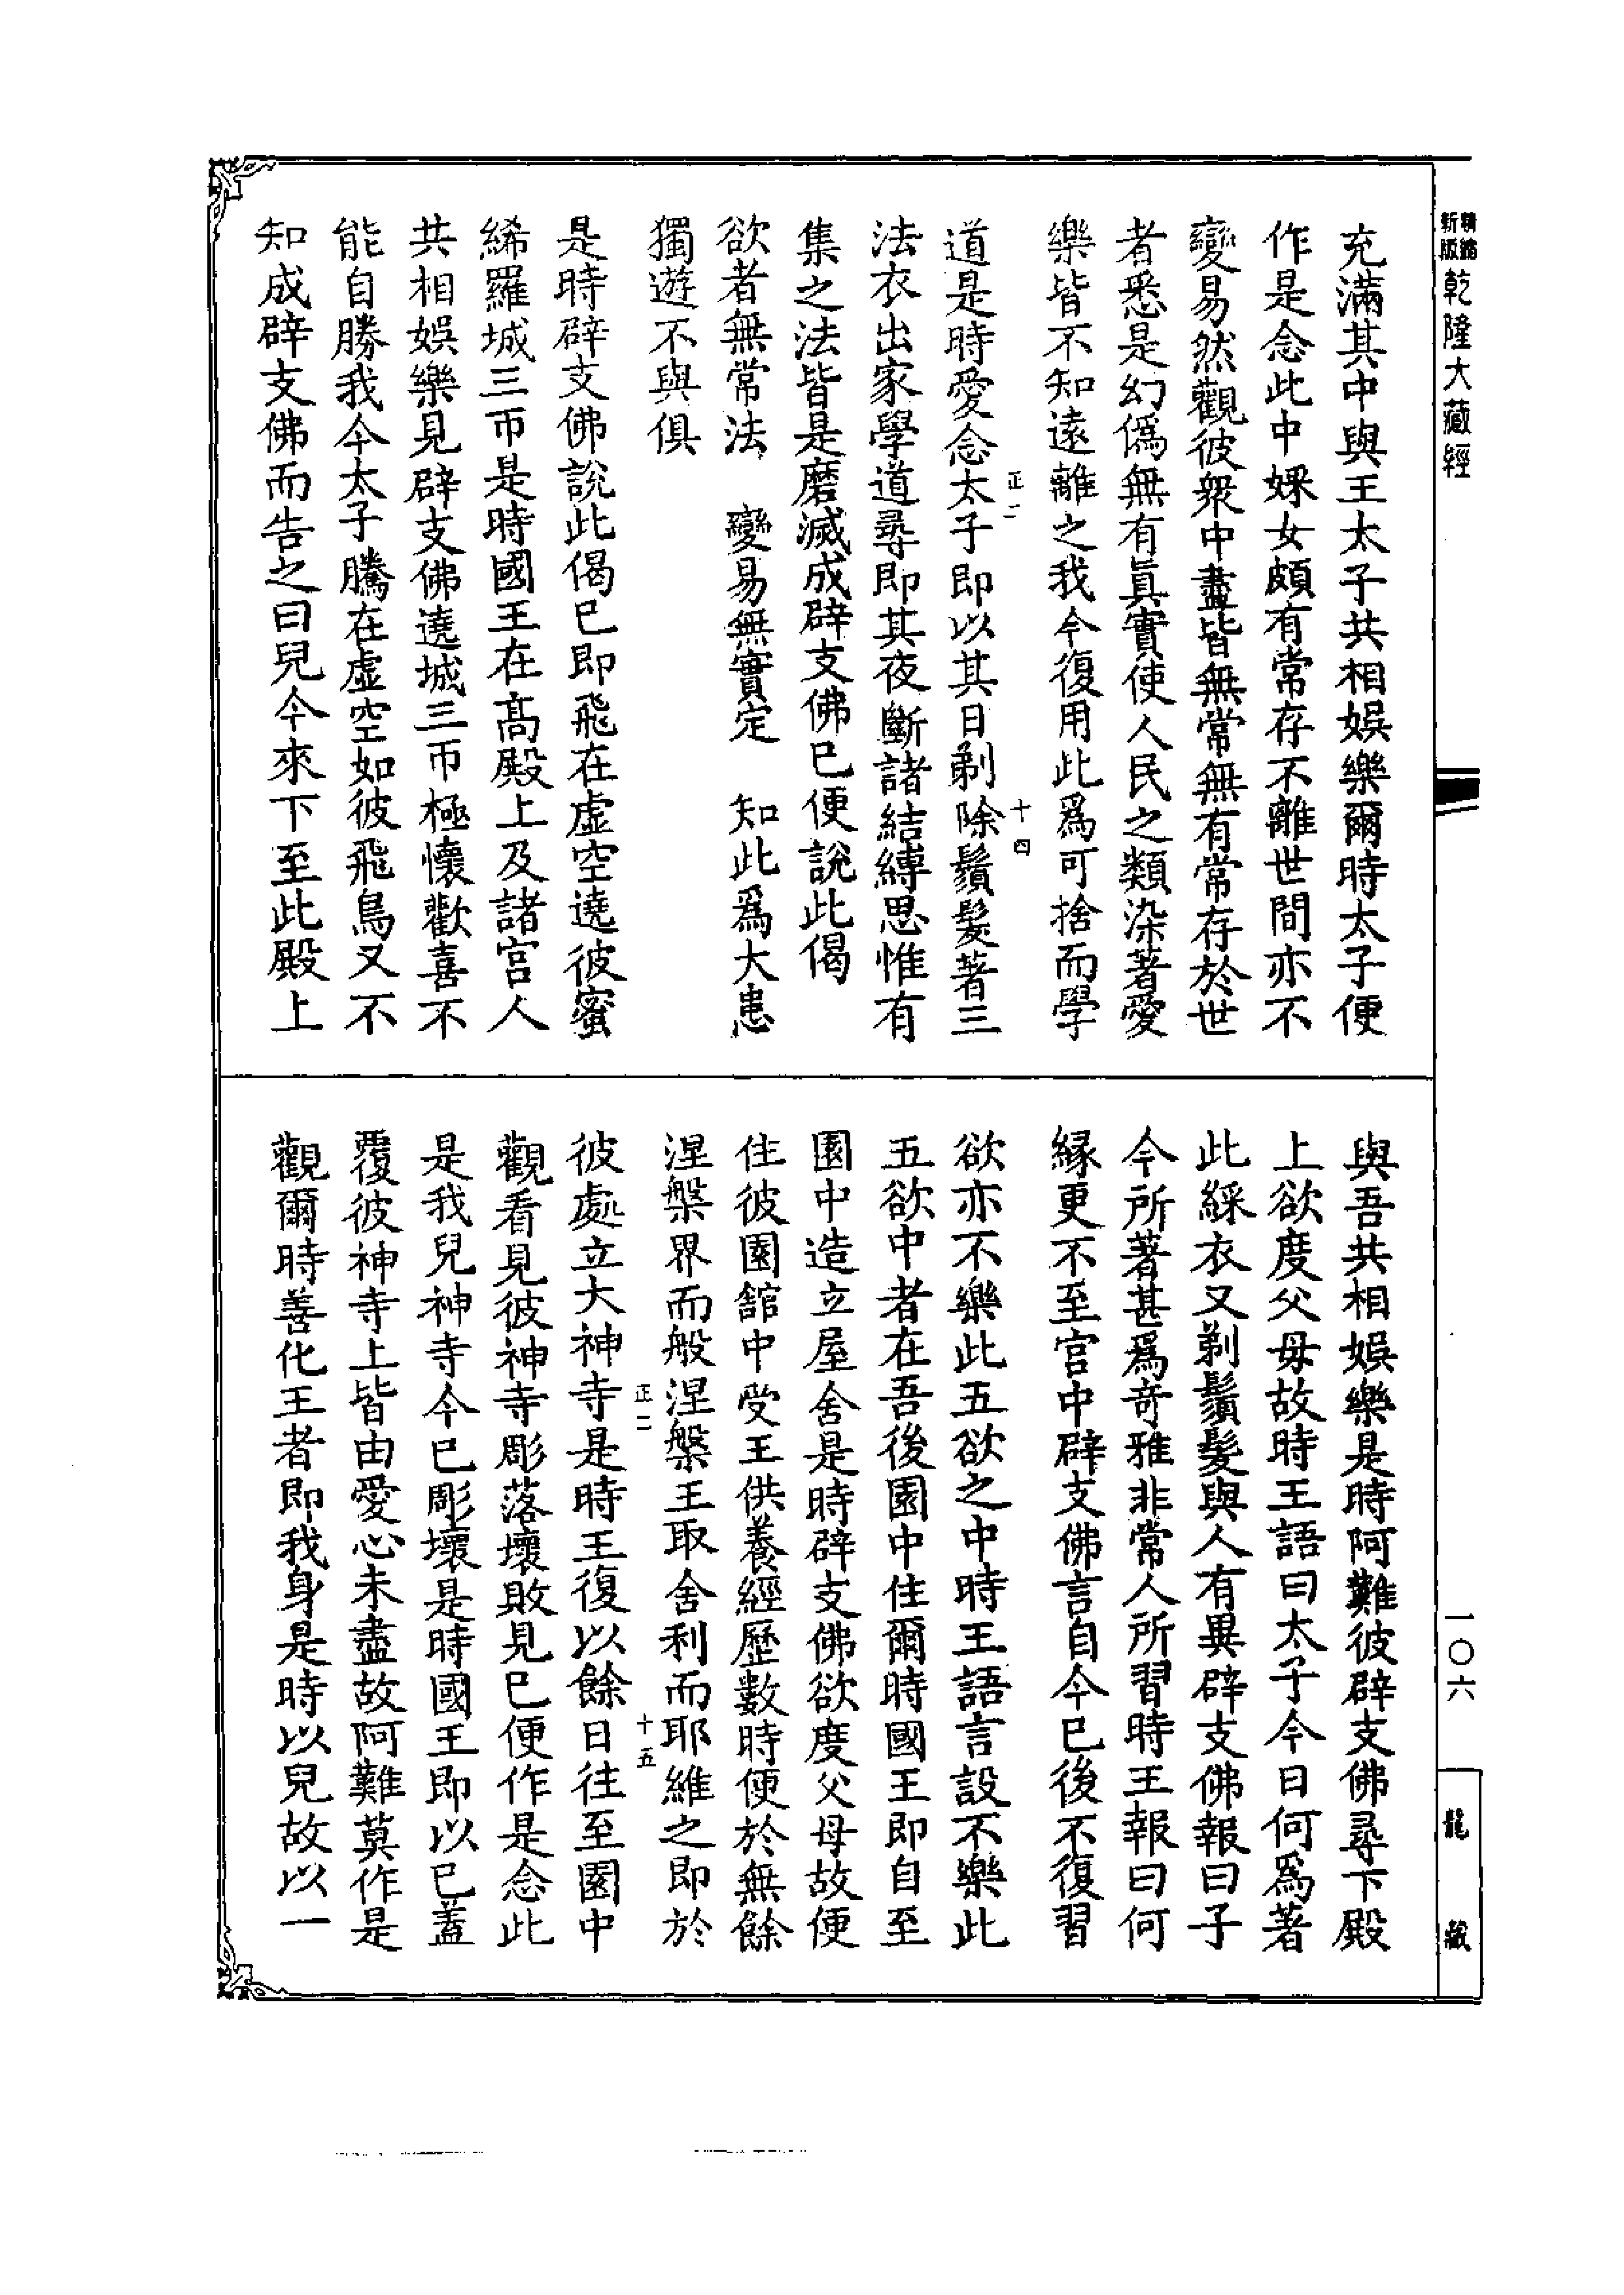 精縮
新版
乾隆大藏經
充滿其中與王太子共相娛樂爾時太子便
作是念此中婇女頗有常存不離世間亦不
變易然觀彼衆中盡皆無常無有常存於世
者悉是幻僞無有眞實使人民之類染著愛
樂皆不知遠離之我今復用此爲可捨而學
正二
十四
道是時愛念太子即以其日剃除鬚髮著三
法衣出家學道尋即其夜斷諸結縛思惟有
集之法皆是磨滅成辟支佛已便說此偈
欲者無常法　變易無實定　知此爲大患
獨遊不與俱
是時辟支佛說此偈已即飛在虛空遶彼蜜
絺羅城三帀是時國王在高殿上及諸宮人
共相娛樂見辟支佛遶城三帀極懷歡喜不
能自勝我今太子騰在虛空如彼飛鳥又不
知成辟支佛而告之曰兒今來下至此殿上
與吾共相娛樂是時阿難彼辟支佛尋下殿
上欲度父母故時王語曰太子今日何爲著
此綵衣又剃鬚髮與人有異辟支佛報曰子
今所著甚爲奇雅非常人所習時王報曰何
緣更不至宮中辟支佛言自今已後不復習
欲亦不樂此五欲之中時王語言設不樂此
五欲中者在吾後園中住爾時國王即自至
園中造立屋舍是時辟支佛欲度父母故便
住彼園舘中受王供養經歷數時便於無餘
涅槃界而般涅槃王取舍利而耶維之即於
正二
十五
彼處立大神寺是時王復以餘日往至園中
觀看見彼神寺彫落壞敗見已便作是念此
是我兒神寺今已彫壞是時國王即以已蓋
覆彼神寺上皆由愛心未盡故阿難莫作是
觀爾時善化王者即我身是時以兒故以一
一〇六
龍藏